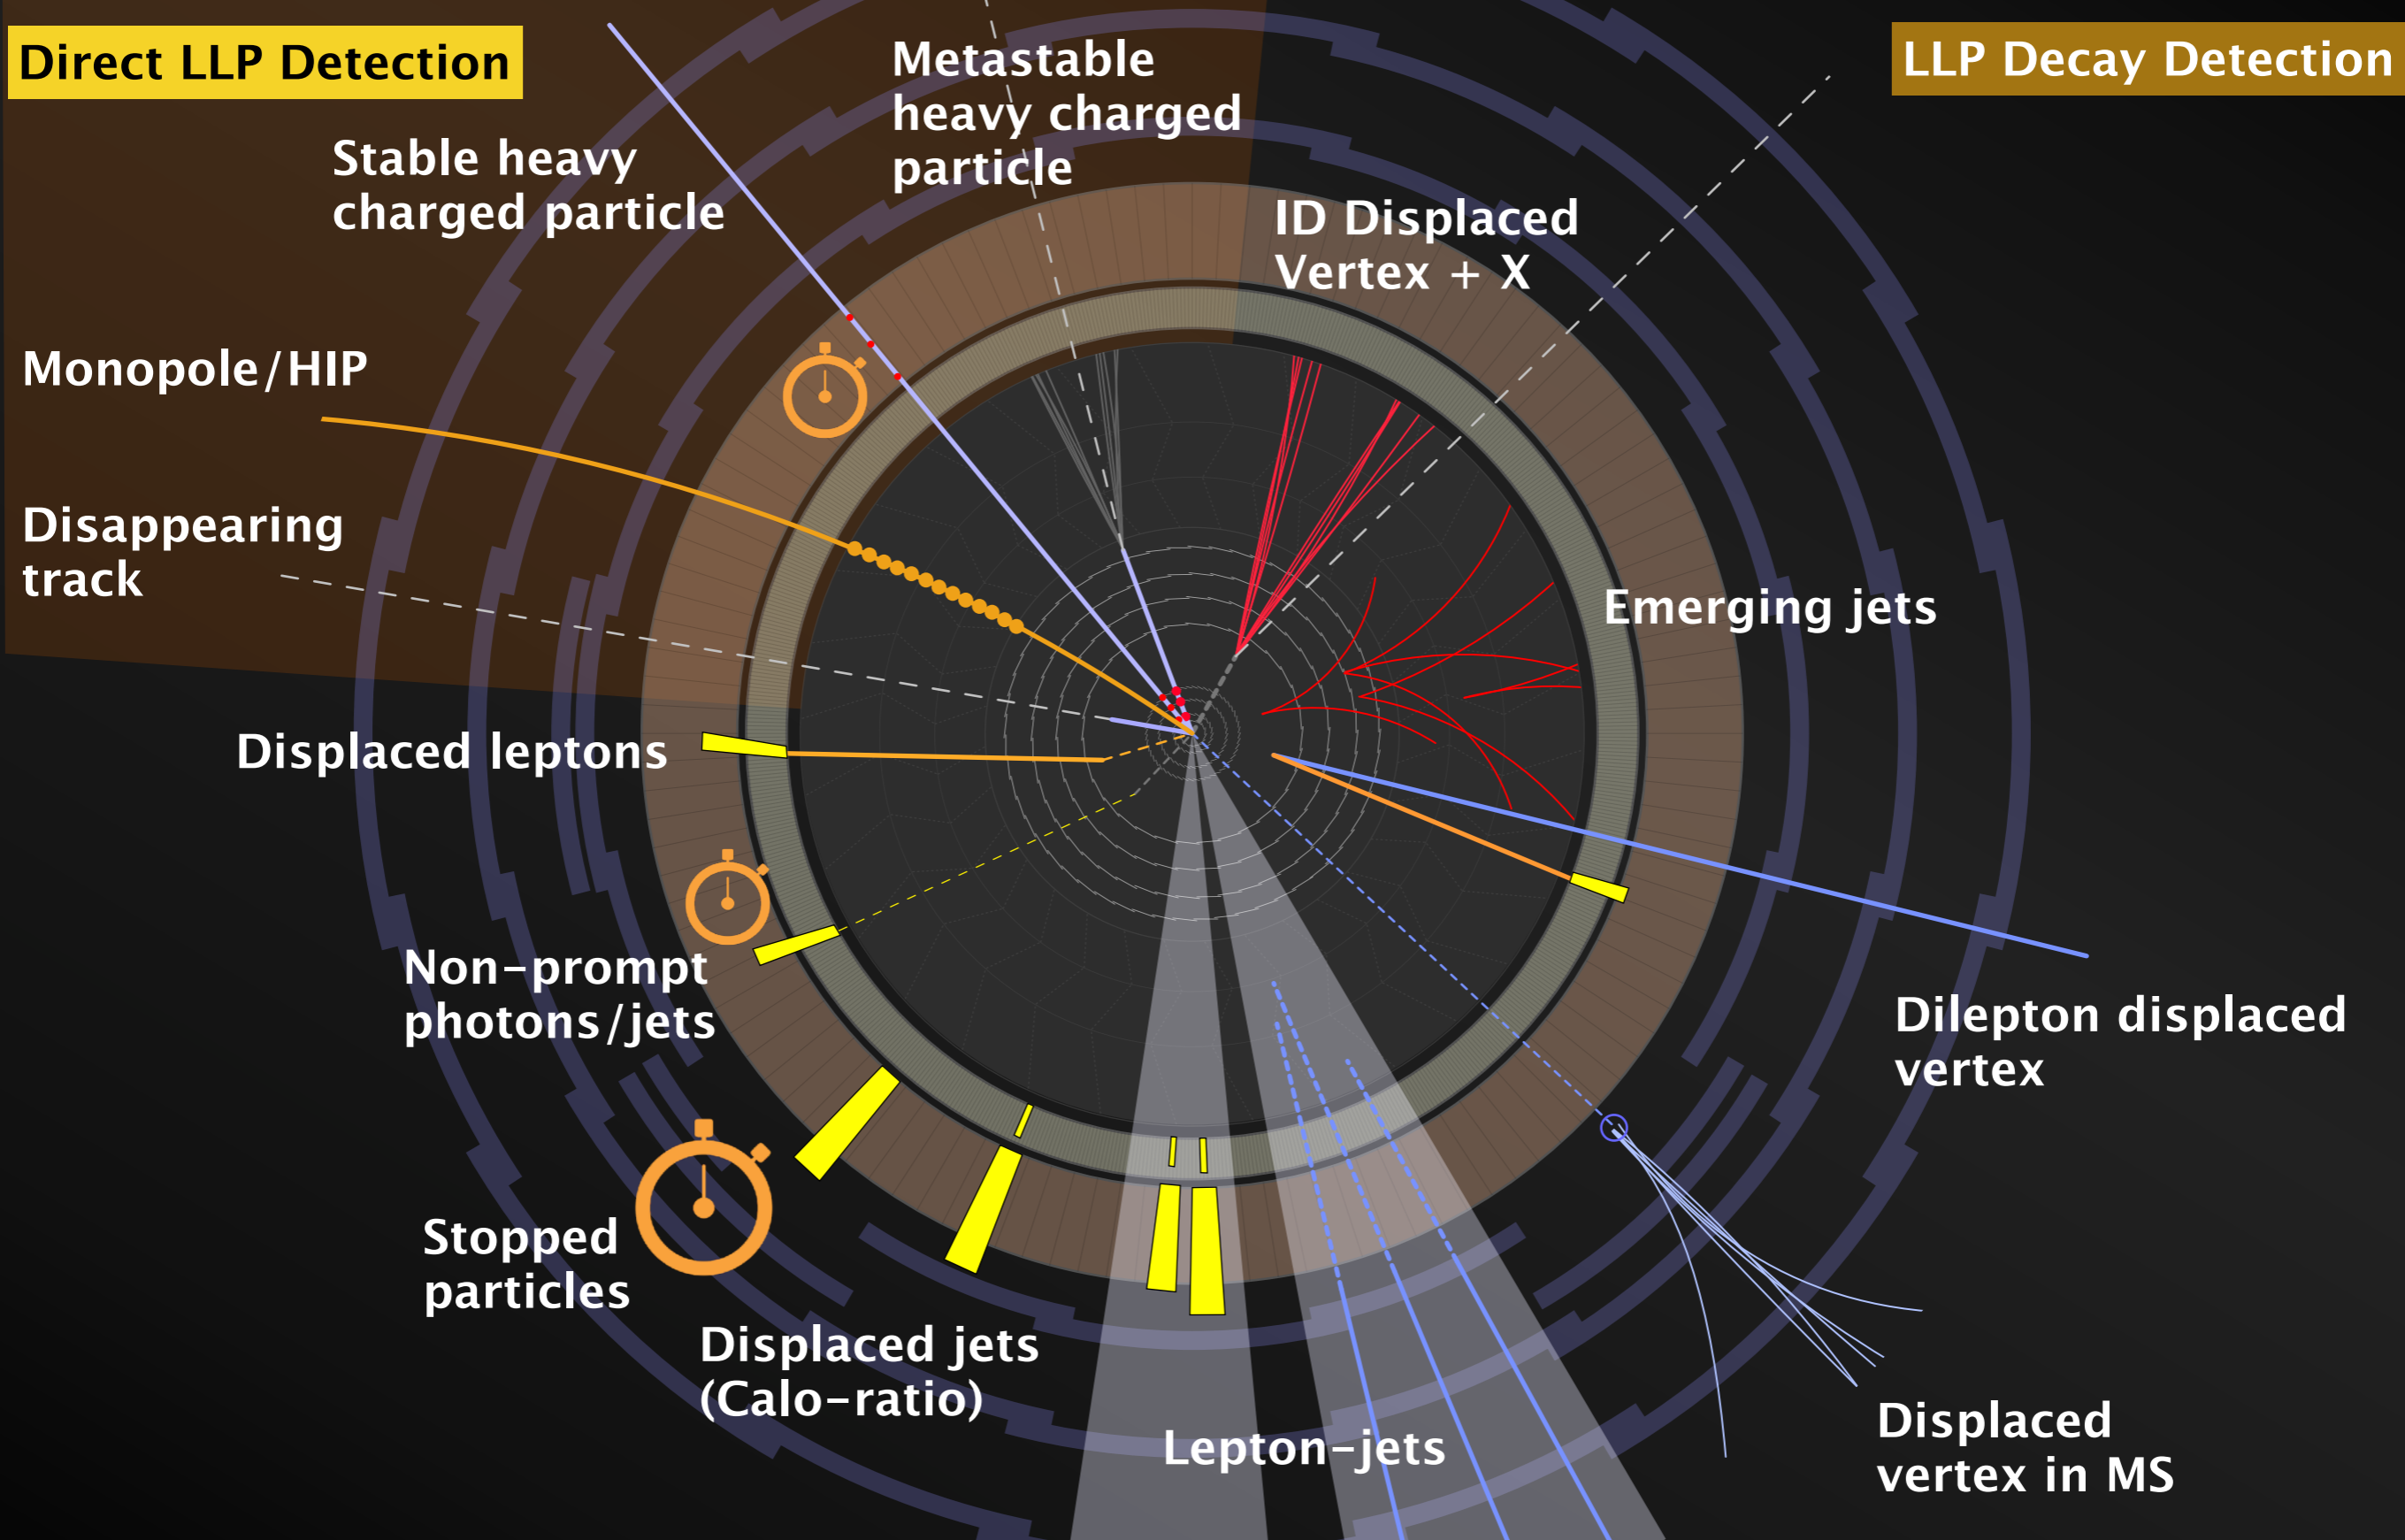 Direct LLP Detection
LLP Decay Detection
Metastable
heavy charged
particle
Stable heavy
charged particle
ID Displaced
Vertex + X
Monopole/HIP
Disappearing
track
Emerging jets
Displaced leptons
Non-prompt
photons/jets
Dilepton displaced
vertex
Stopped
particles
Displaced jets
(Calo-ratio)
Lepton-jets
Displaced
vertex in MS